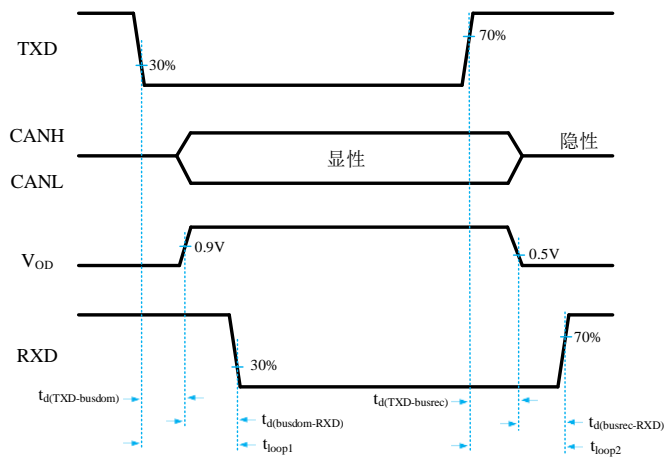 TXD
30%
70%
CANH
CANL
显性
隐性
VOD
0.9V
0.5V
RXD
30%
70%
td(TXD-busdom)
td(TXD-busrec)
td(busdom-RXD)
td(busrec-RXD)
tloop1
tloop2